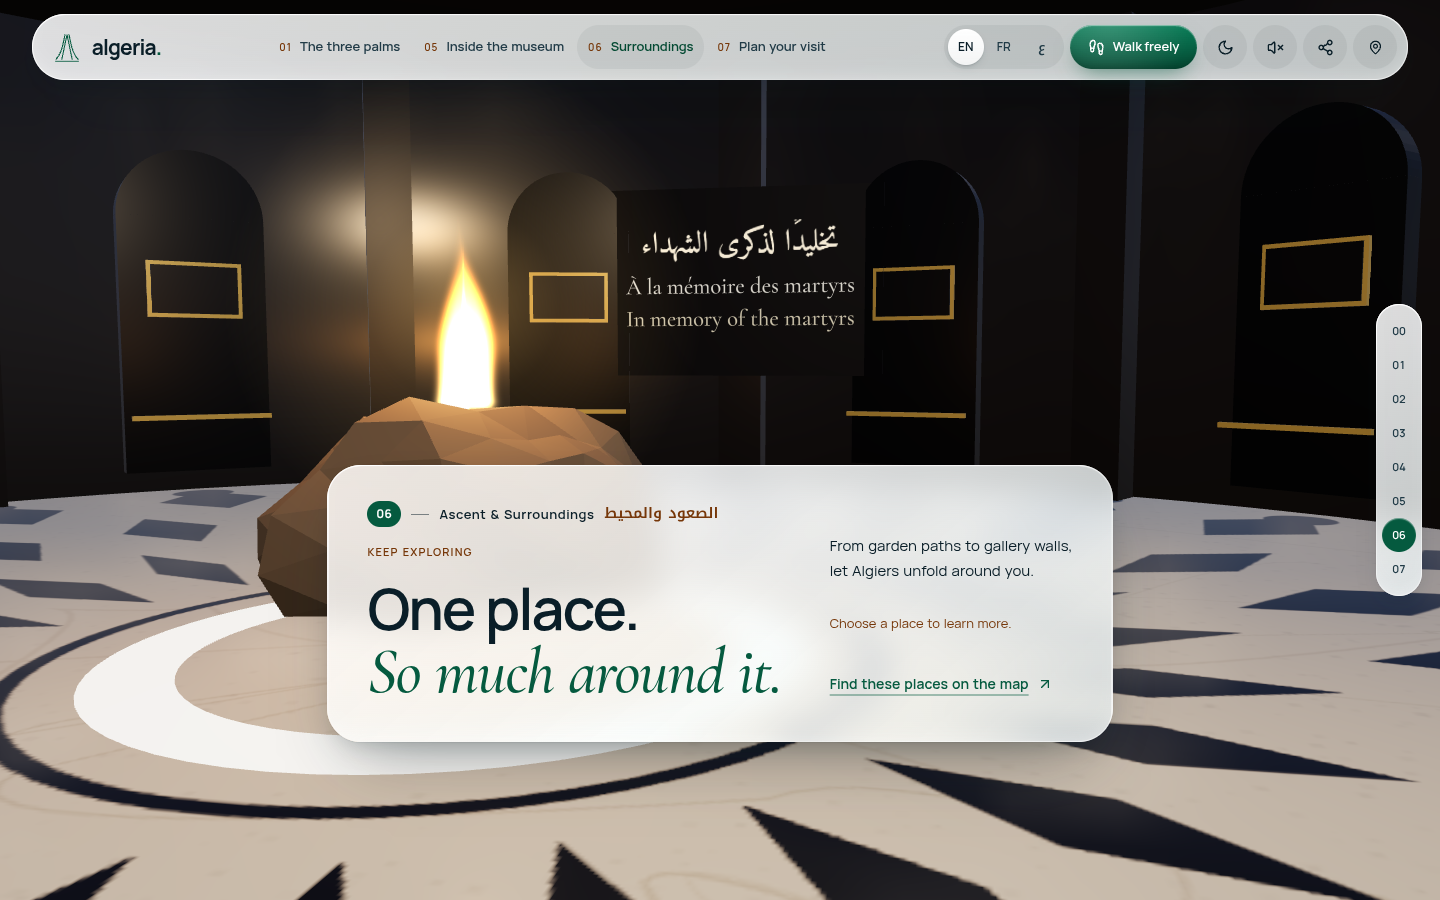 algeria.
01 The three palms
05 Inside the museum
06 Surroundings
07 Plan your visit
EN
FR
ع
Walk freely
تخليدًا لذكرى الشهداء
À la mémoire des martyrs
In memory of the martyrs
00
01
02
03
04
05
06
07
06 — Ascent & Surroundings الصعود والمحيط
KEEP EXPLORING
One place.
So much around it.
From garden paths to gallery walls,
let Algiers unfold around you.
Choose a place to learn more.
Find these places on the map